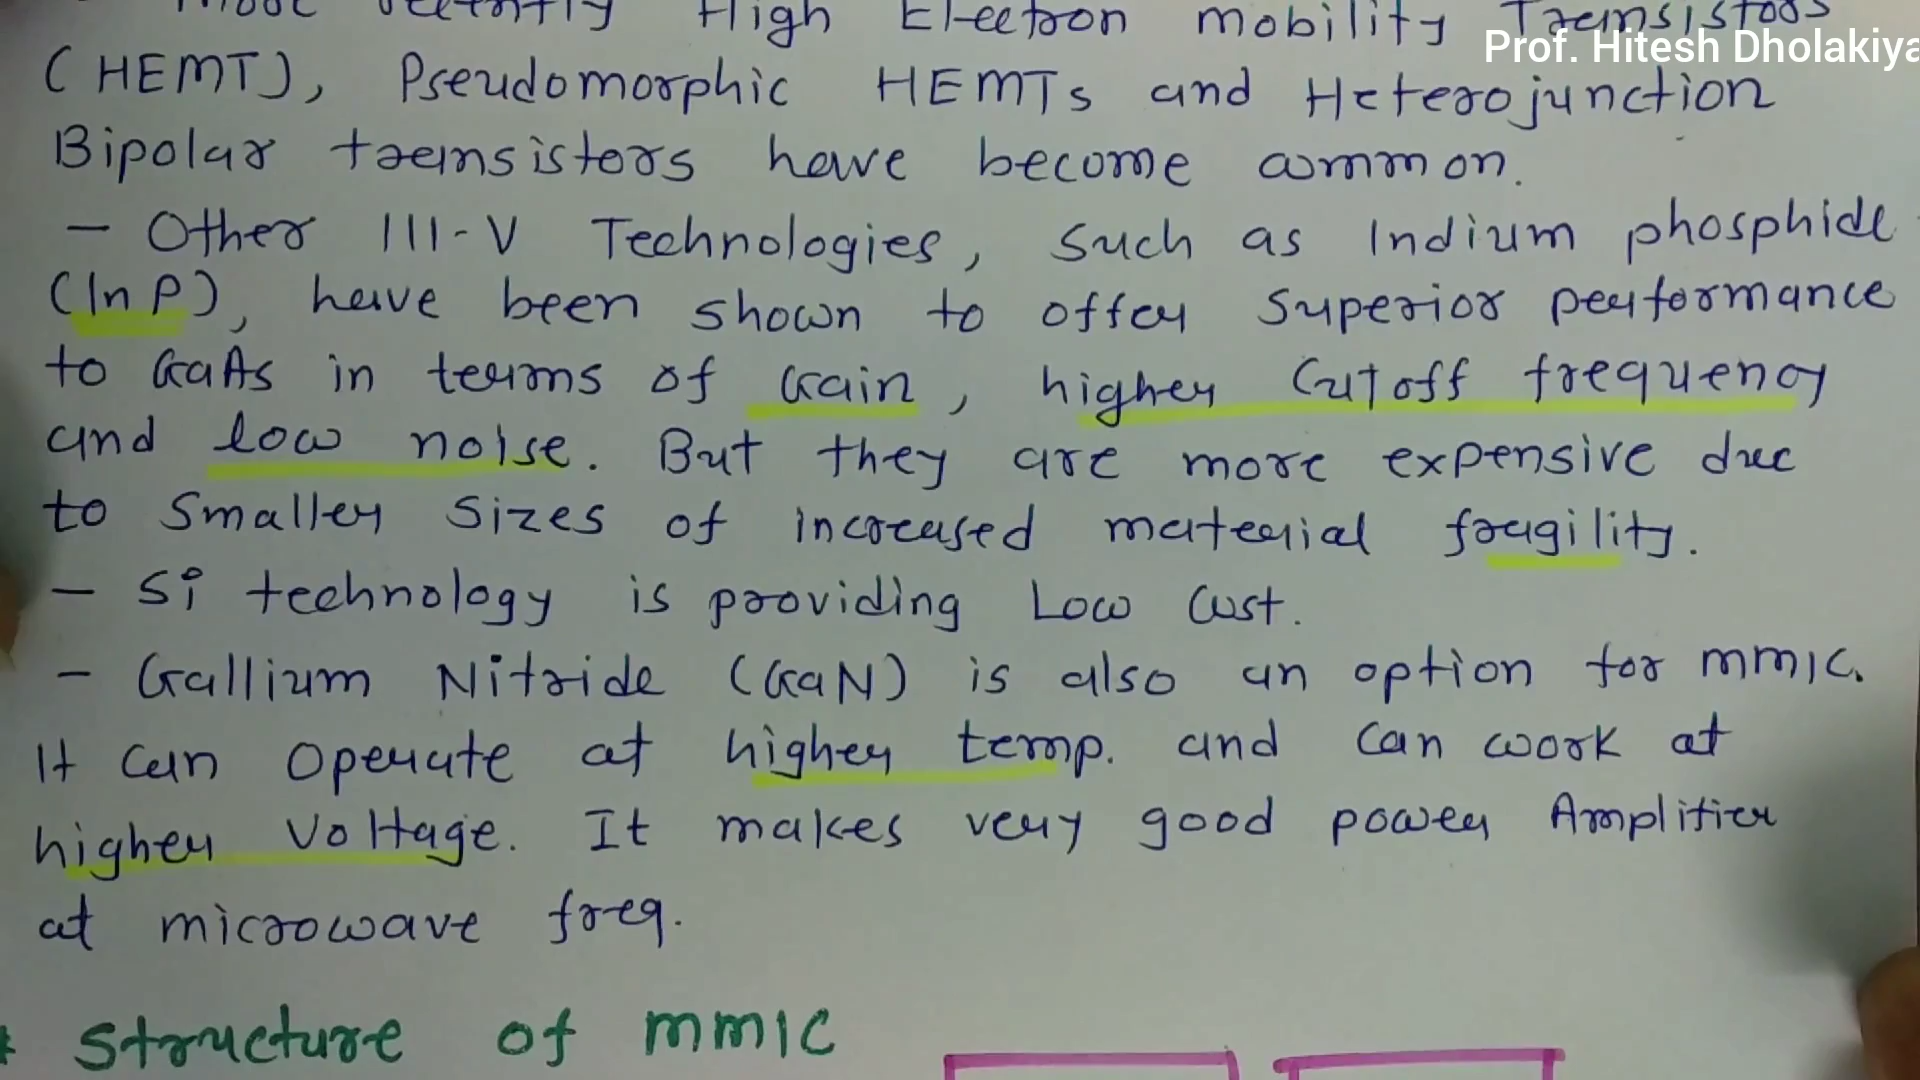 High Electron mobility Transistors
Prof. Hitesh Dholakiya
(HEMT), Pseudomorphic HEMTs and Heterojunction
Bipolar transistors have become common.
- Other III-V Technologies, such as Indium phosphide
(InP), have been shown to offer superior performance
to GaAs in terms of Gain, higher Cutoff frequency
and low noise. But they are more expensive due
to smaller sizes of increased material fragility.
- Si technology is providing Low Cost.
- Gallium Nitride (GaN) is also an option for MMIC.
It can operate at higher temp. and can work at
higher voltage. It makes very good power Amplifier
at microwave freq.
* Structure of MMIC